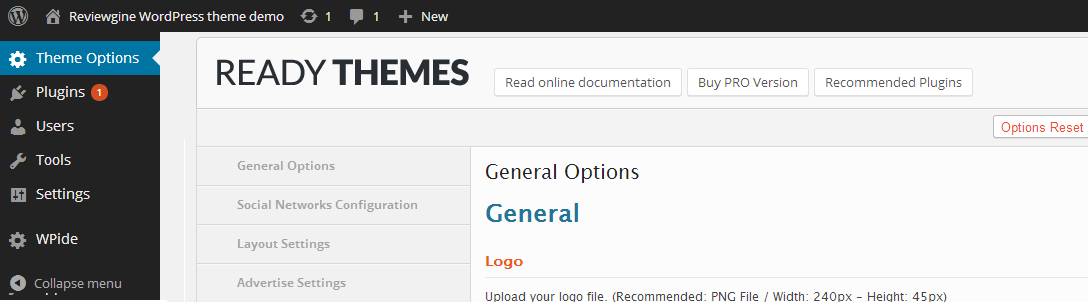 Reviewgine WordPress theme demo 1 1 New
Theme Options
Plugins 1
Users
Tools
Settings
WPide
Collapse menu
READY THEMES
Read online documentation
Buy PRO Version
Recommended Plugins
Options Reset
General Options
Social Networks Configuration
Layout Settings
Advertise Settings
General Options
General
Logo
Upload your logo file. (Recommended: PNG File / Width: 240px - Height: 45px)